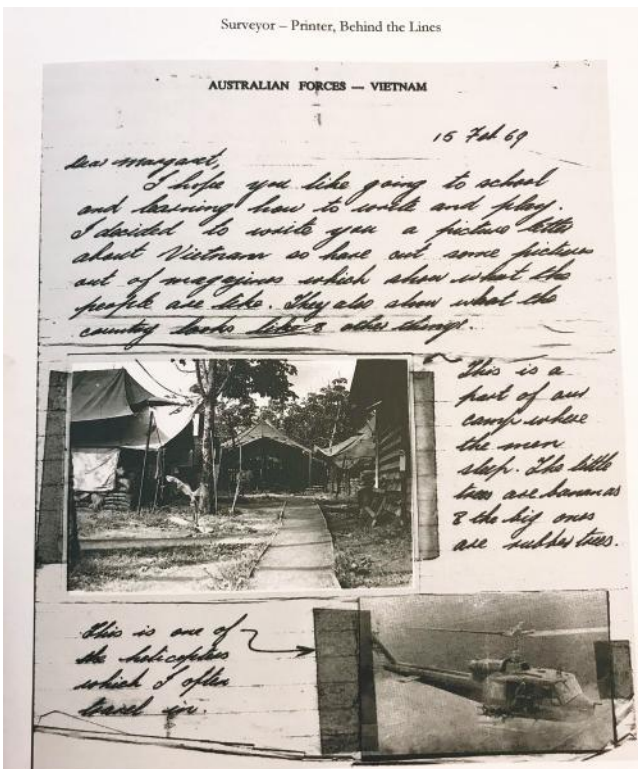 Surveyor – Printer, Behind the Lines
AUSTRALIAN FORCES — VIETNAM
15 Feb 69
Dear Margaret,
I hope you like going to school
and learning how to write and play.
I decided to write you a picture letter
about Vietnam so have cut some pictures
out of magazines which show what the
people are like. They also show what the
country looks like & other things.
This is a
part of our
camp where
the men
sleep. The little
trees are bananas
& the big ones
are rubber trees.
This is one of
the helicopters
which I often
travel in.